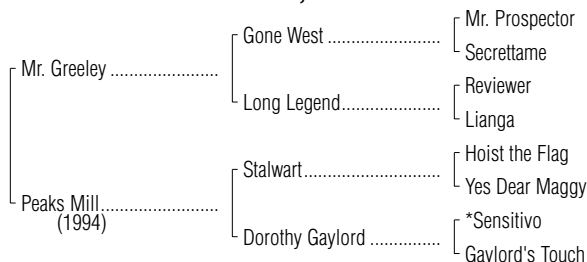 Mr. Prospector
Gone West
Secrettame
Mr. Greeley
Reviewer
Long Legend
Lianga
Hoist the Flag
Stalwart
Yes Dear Maggy
Peaks Mill
(1994)
*Sensitivo
Dorothy Gaylord
Gaylord's Touch